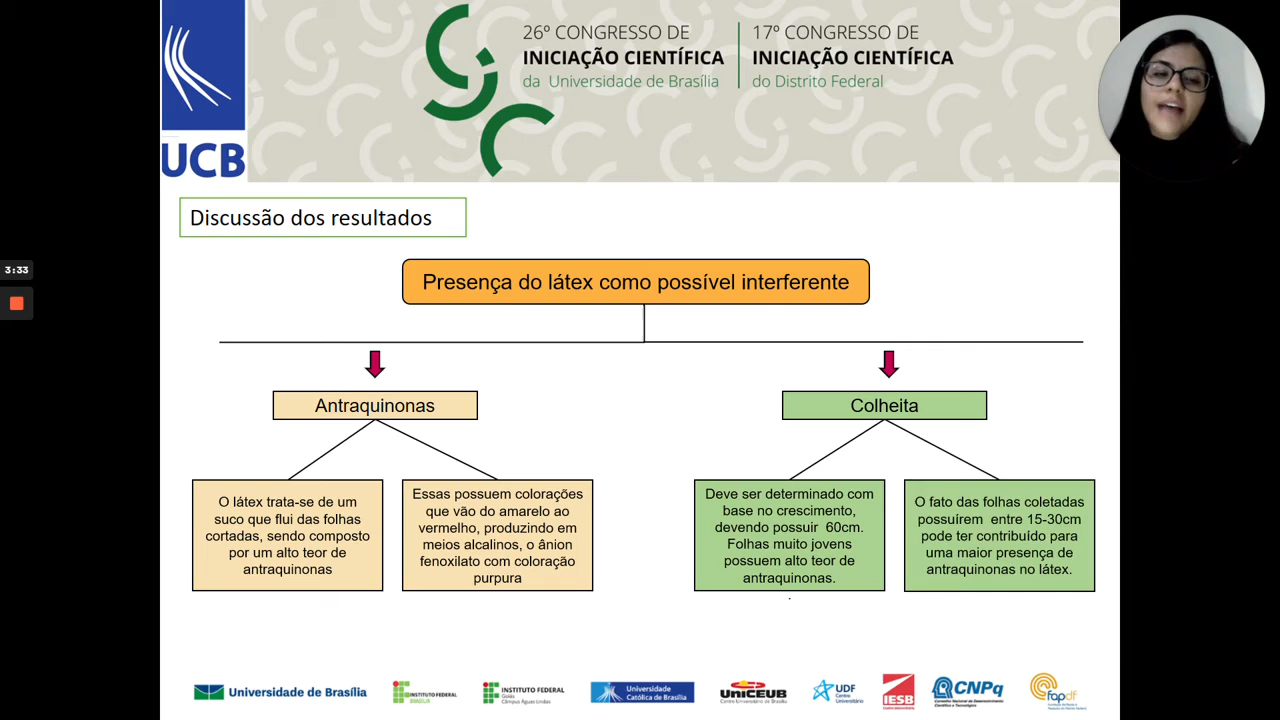 26º CONGRESSO DE
INICIAÇÃO CIENTÍFICA
da Universidade de Brasília
17º CONGRESSO DE
INICIAÇÃO CIENTÍFICA
do Distrito Federal
UCB
Discussão dos resultados
3:33
Presença do látex como possível interferente
Antraquinonas
Colheita
O látex trata-se de um
suco que flui das folhas
cortadas, sendo composto
por um alto teor de
antraquinonas
Essas possuem colorações
que vão do amarelo ao
vermelho, produzindo em
meios alcalinos, o ânion
fenoxilato com coloração
purpura
Deve ser determinado com
base no crescimento,
devendo possuir 60cm.
Folhas muito jovens
possuem alto teor de
antraquinonas.
.
O fato das folhas coletadas
possuírem entre 15-30cm
pode ter contribuído para
uma maior presença de
antraquinonas no látex.
Universidade de Brasília
INSTITUTO FEDERAL
BRASÍLIA
INSTITUTO FEDERAL
Goiás
Câmpus Águas Lindas
Universidade
Católica de Brasília
UniCEUB
Centro Universitário de Brasília
UDF
Centro
Universitário
IESB
CNPq
Conselho Nacional de Desenvolvimento
Científico e Tecnológico
fapdf